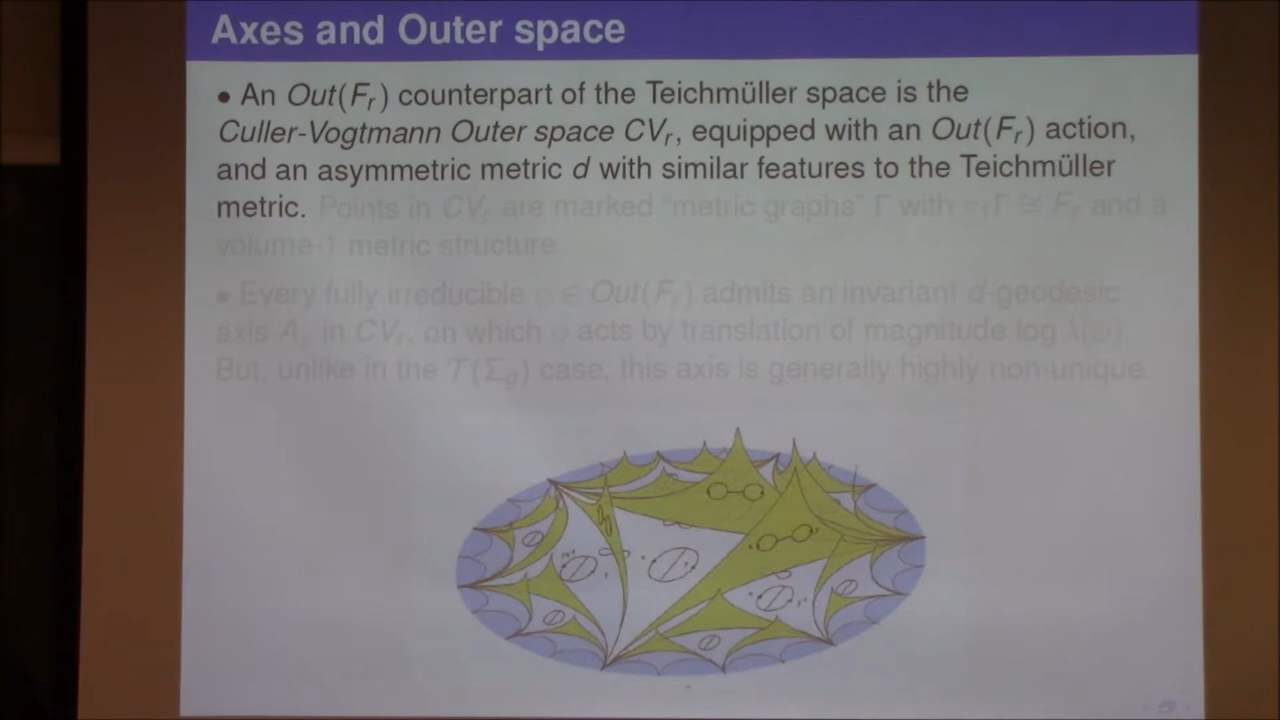 Axes and Outer space
• An Out(F_r) counterpart of the Teichmüller space is the
Culler-Vogtmann Outer space CV_r, equipped with an Out(F_r) action,
and an asymmetric metric d with similar features to the Teichmüller
metric. Points in CV_r are marked "metric graphs" Γ with π₁Γ ≅ F_r and a
volume-1 metric structure.
• Every fully irreducible φ ∈ Out(F_r) admits an invariant d-geodesic
axis A_φ in CV_r, on which φ acts by translation of magnitude log λ(φ).
But, unlike in the T(Σ_g) case, this axis is generally highly non-unique.